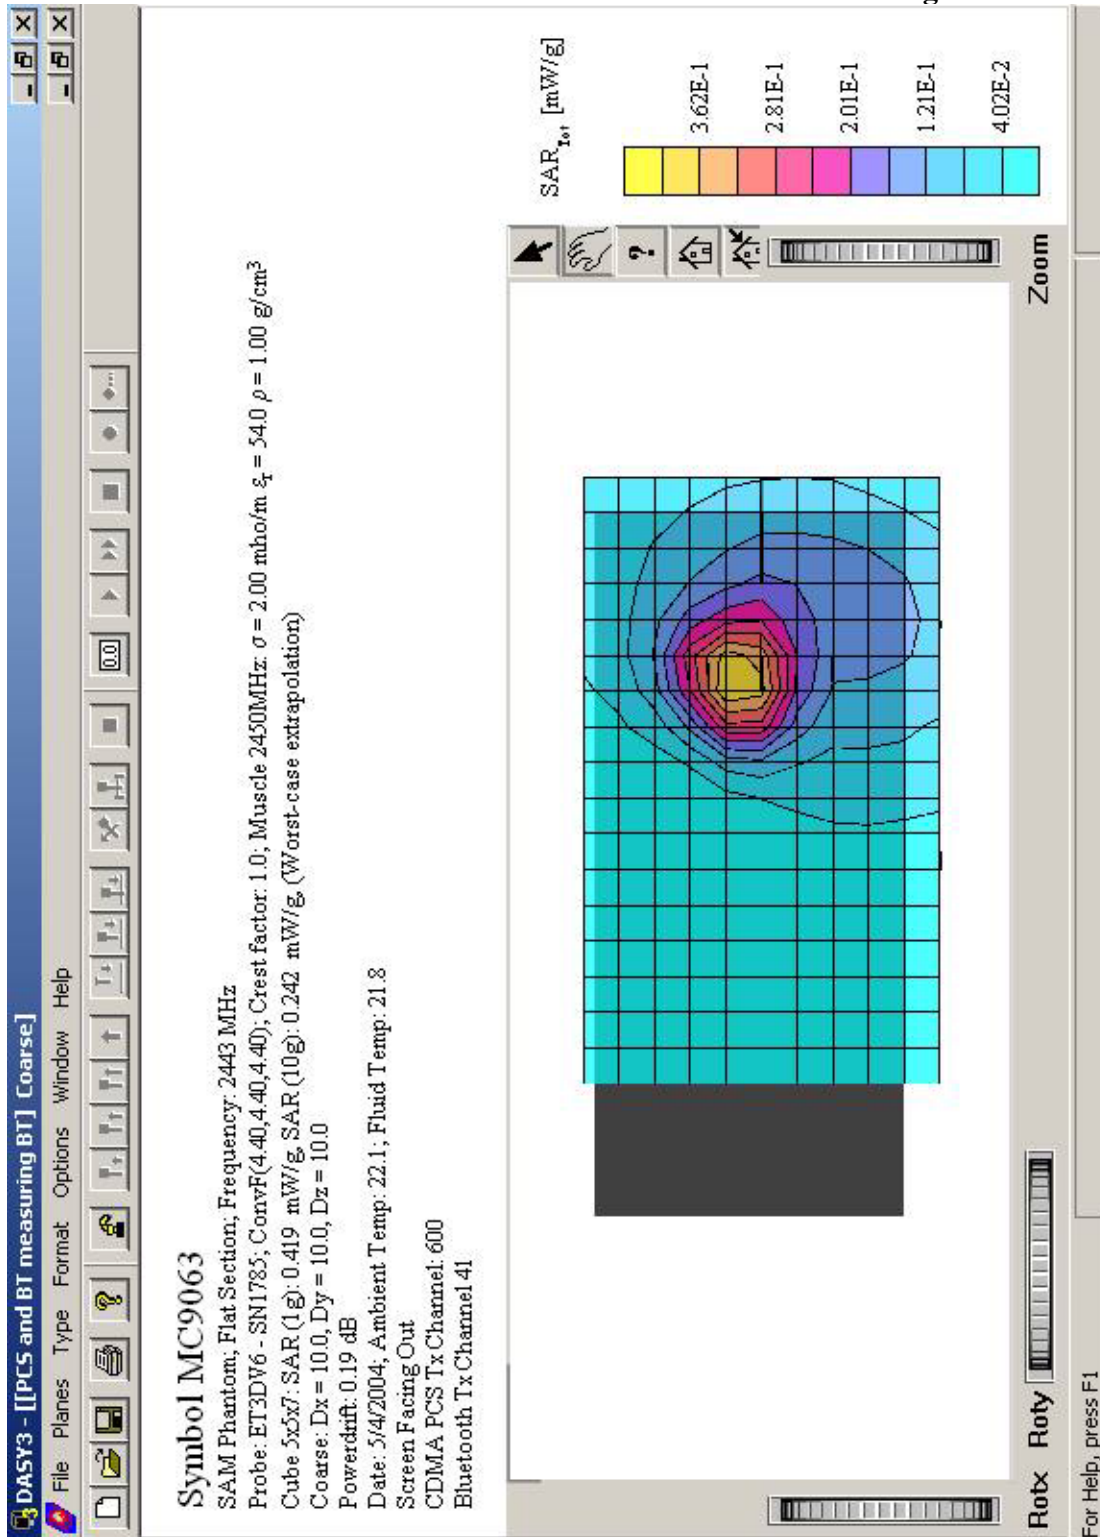 DASY3 - [[PCS and BT measuring BT] Coarse]
File Planes Type Format Options Window Help
0.0
Symbol MC9063
SAM Phantom; Flat Section; Frequency: 2443 MHz
Probe: ET3DV6 - SN1785; ConvF(4.40,4.40,4.40); Crest factor: 1.0; Muscle 2450MHz: σ = 2.00 mho/m εr = 54.0 ρ = 1.00 g/cm³
Cube 5x5x7: SAR (1g): 0.419 mW/g, SAR (10g): 0.242 mW/g, (Worst-case extrapolation)
Coarse: Dx = 10.0, Dy = 10.0, Dz = 10.0
Powerdrift: 0.19 dB
Date: 5/4/2004; Ambient Temp: 22.1; Fluid Temp: 21.8
Screen Facing Out
CDMA PCS Tx Channel: 600
Bluetooth Tx Channel 41
SAR Tot [mW/g]
3.62E-1
2.81E-1
2.01E-1
1.21E-1
4.02E-2
Rotx Roty Zoom
For Help, press F1